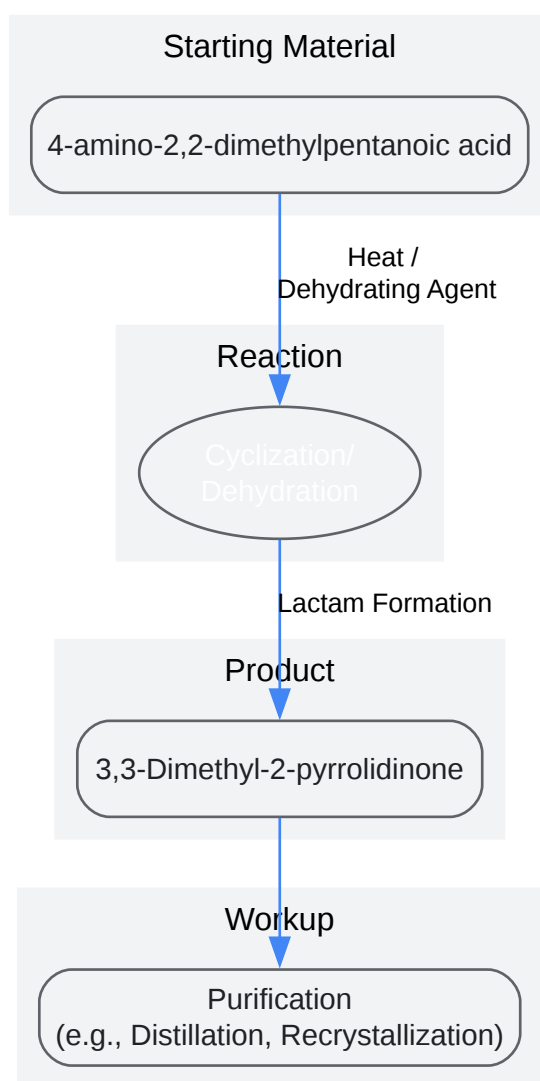 Starting Material
4-amino-2,2-dimethylpentanoic acid
Heat /
Dehydrating Agent
Reaction
Cyclization/
Dehydration
Lactam Formation
Product
3,3-Dimethyl-2-pyrrolidinone
Workup
Purification
(e.g., Distillation, Recrystallization)